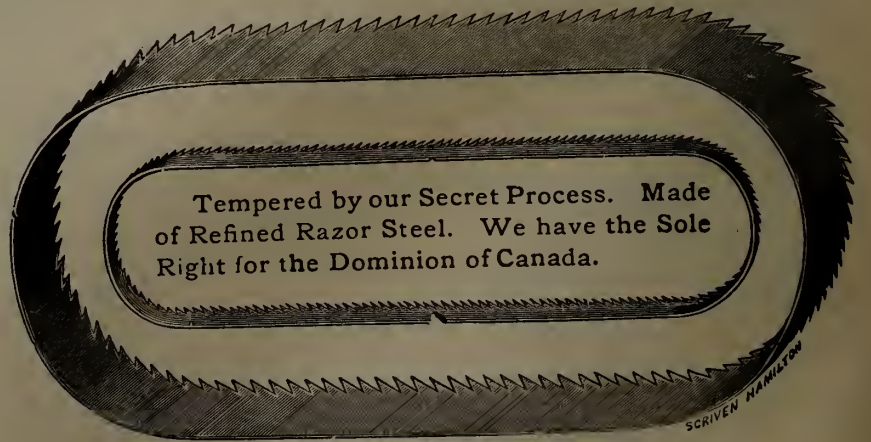 Tempered by our Secret Process. Made
of Refined Razor Steel. We have the Sole
Right for the Dominion of Canada.
SCRIVEN HAMILTON